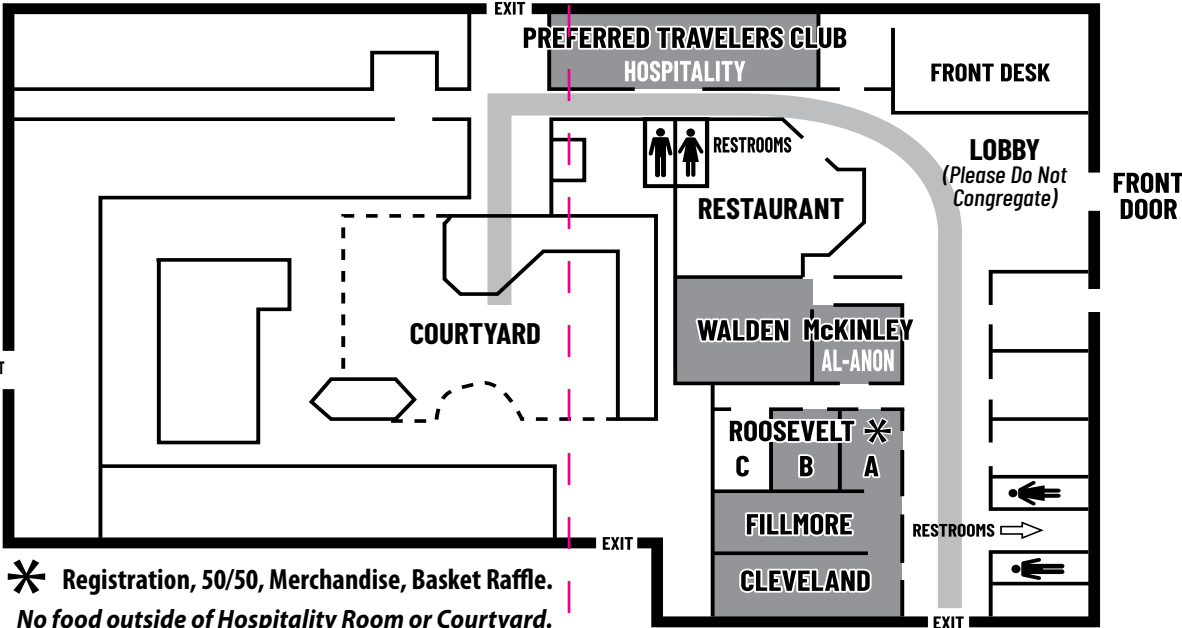 EXIT
PREFERRED TRAVELERS CLUB
HOSPITALITY
FRONT DESK
RESTROOMS
LOBBY
(Please Do Not
Congregate)
FRONT
DOOR
RESTAURANT
COURTYARD
WALDEN
McKINLEY
AL-ANON
T
ROOSEVELT *
C
B
A
FILLMORE
RESTROOMS
EXIT
CLEVELAND
* Registration, 50/50, Merchandise, Basket Raffle.
No food outside of Hospitality Room or Courtyard.
EXIT